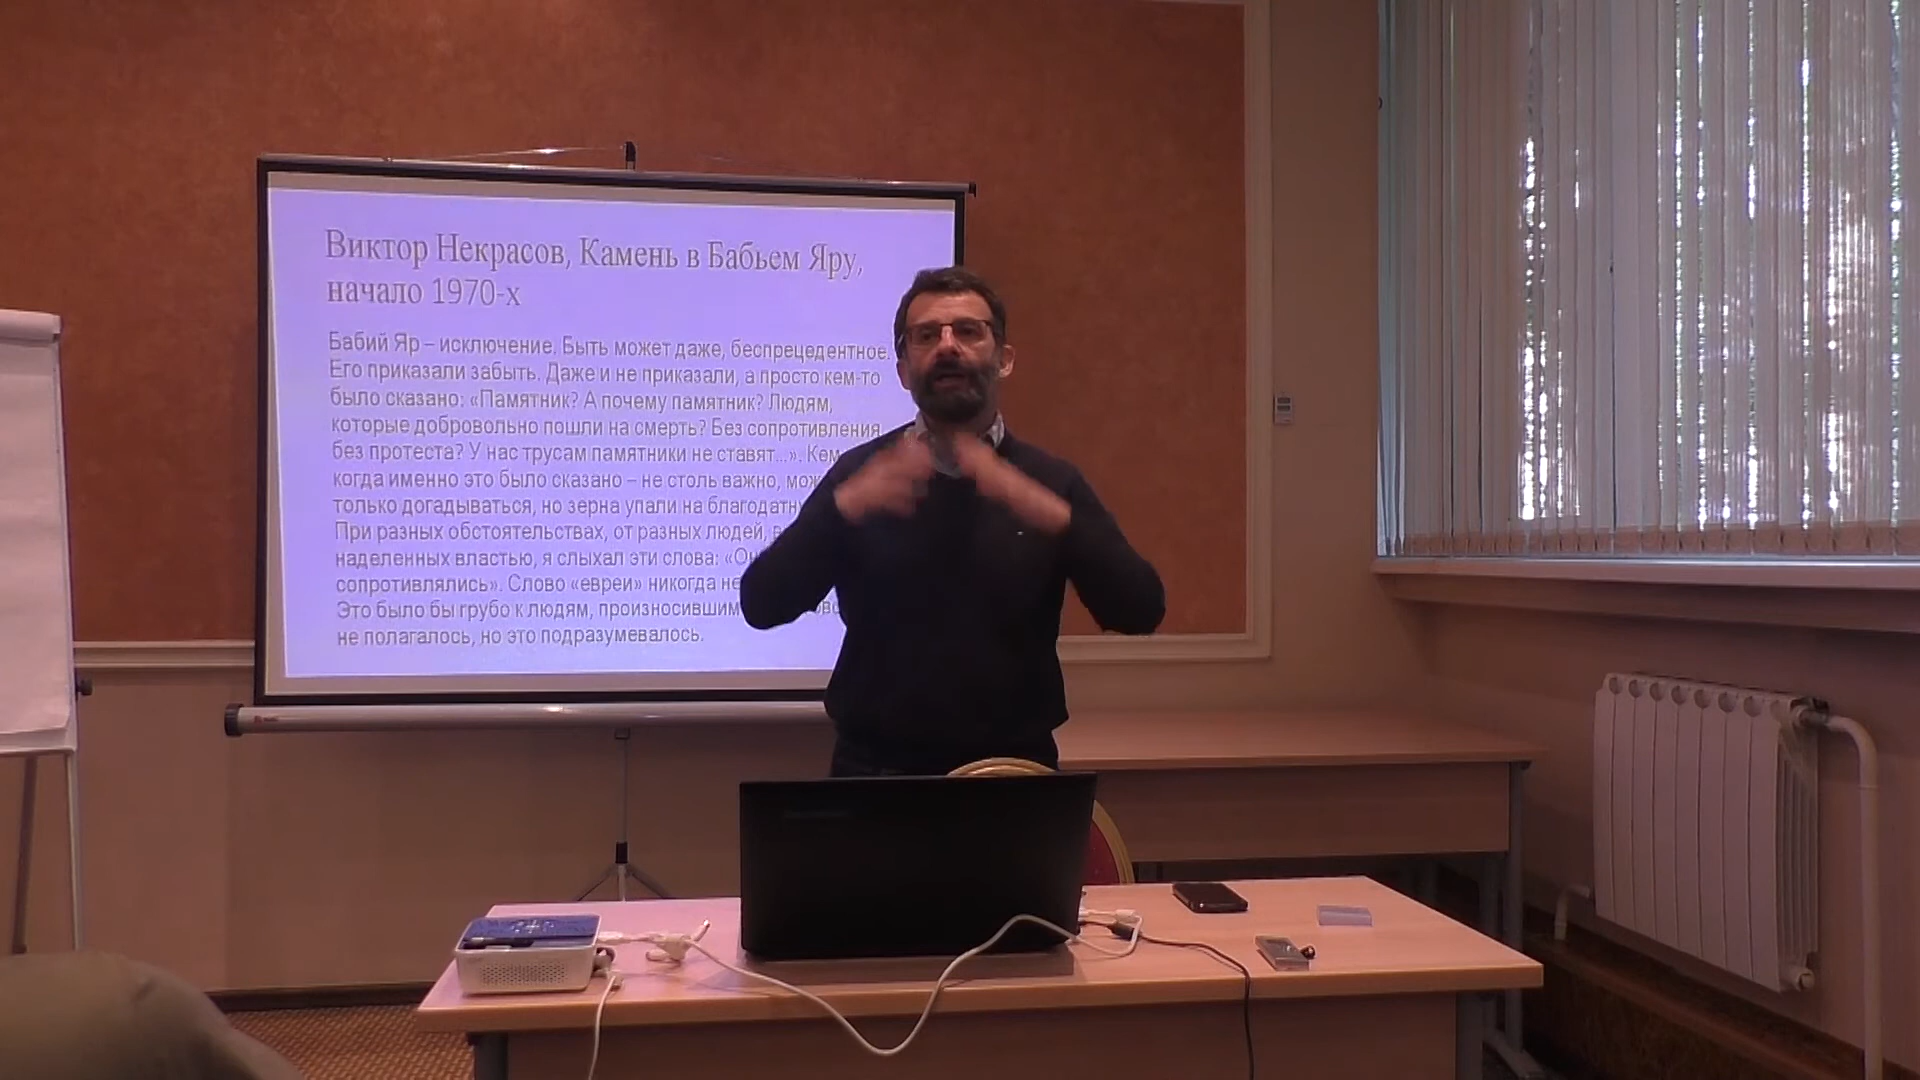 Виктор Некрасов, Камень в Бабьем Яру,
начало 1970-х
Бабий Яр – исключение. Быть может даже, беспрецедентное.
Его приказали забыть. Даже и не приказали, а просто кем-то
было сказано: «Памятник? А почему памятник? Людям,
которые добровольно пошли на смерть? Без сопротивления,
без протеста? У нас трусам памятники не ставят...». Кем
когда именно это было сказано – не столь важно,
только догадываться, но зерна упали на
При разных обстоятельствах, от разных людей,
наделенных властью, я слыхал эти слова:
сопротивлялись». Слово «евреи» никогда не
Это было бы грубо к людям,
не полагалось, но это подразумевалось.